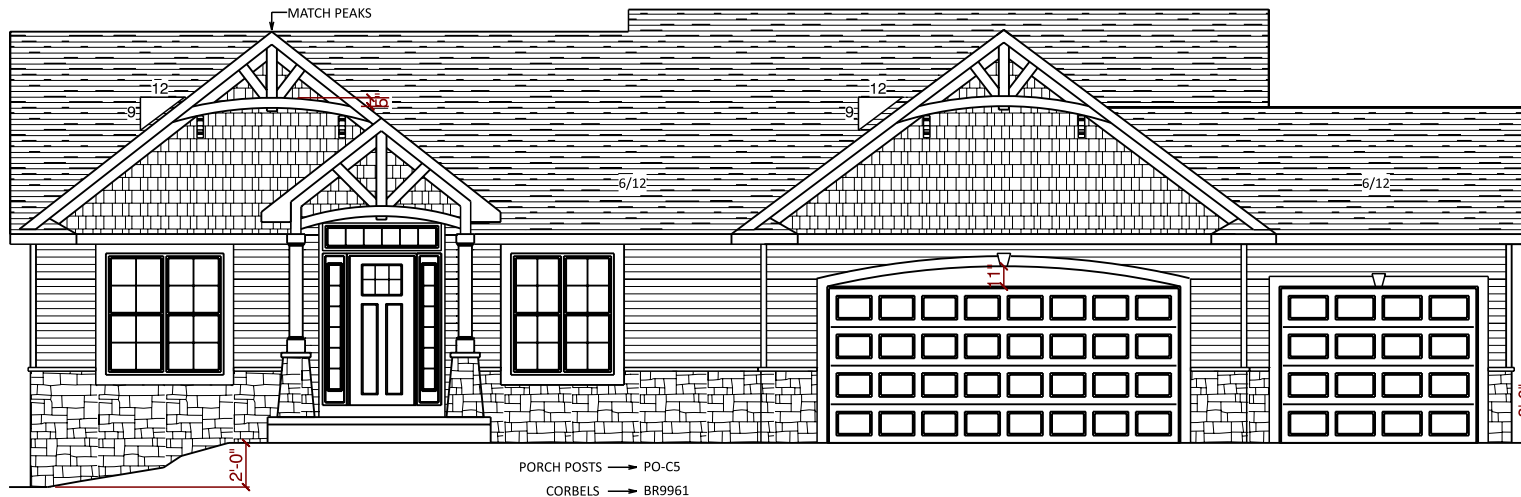 MATCH PEAKS
12
9
12
9
6/12
6/12
11"
2'-0"
PORCH POSTS PO-C5
CORBELS BR9961